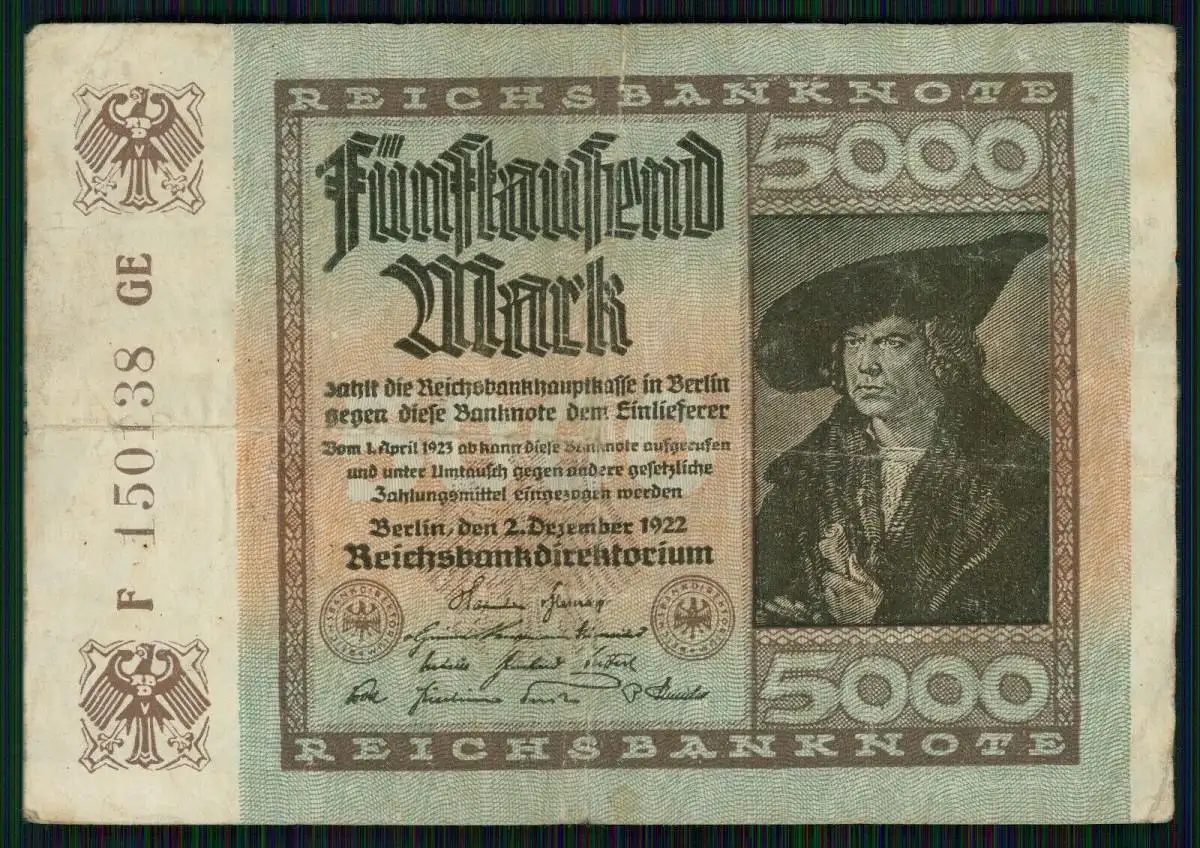 REICHSBANKNOTE
5000
Fünftausend
Mark
zahlt die Reichsbankhauptkasse in Berlin
gegen diese Banknote dem Einlieferer
Vom 1. April 1923 ab kann diese Banknote aufgerufen
und unter Umtausch gegen andere gesetzliche
Zahlungsmittel eingezogen werden
Berlin, den 2. Dezember 1922
Reichsbankdirektorium
5000
REICHSBANKNOTE
F 150138 GE
RBD
RBD